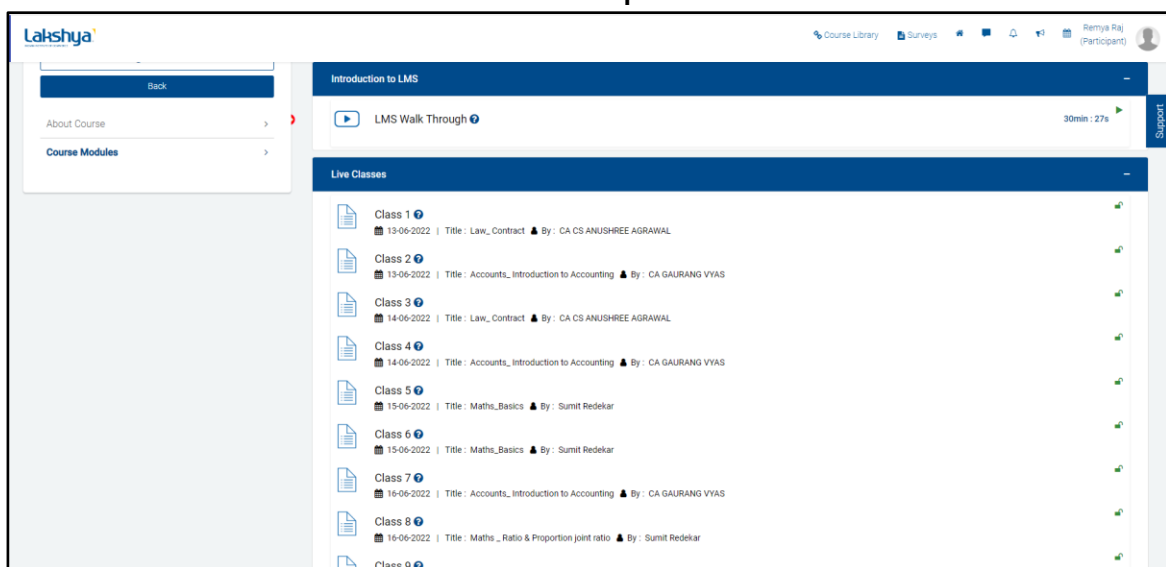 Lakshya
Course Library Surveys Remya Raj
(Participant)
Back
About Course
Course Modules
Support
Introduction to LMS
LMS Walk Through 30min : 27s
Live Classes
Class 1
13-06-2022 | Title : Law_ Contract By : CA CS ANUSHREE AGRAWAL
Class 2
13-06-2022 | Title : Accounts_ Introduction to Accounting By : CA GAURANG VYAS
Class 3
14-06-2022 | Title : Law_ Contract By : CA CS ANUSHREE AGRAWAL
Class 4
14-06-2022 | Title : Accounts_ Introduction to Accounting By : CA GAURANG VYAS
Class 5
15-06-2022 | Title : Maths_Basics By : Sumit Redekar
Class 6
15-06-2022 | Title : Maths_Basics By : Sumit Redekar
Class 7
16-06-2022 | Title : Accounts_ Introduction to Accounting By : CA GAURANG VYAS
Class 8
16-06-2022 | Title : Maths _ Ratio & Proportion joint ratio By : Sumit Redekar
Class 9